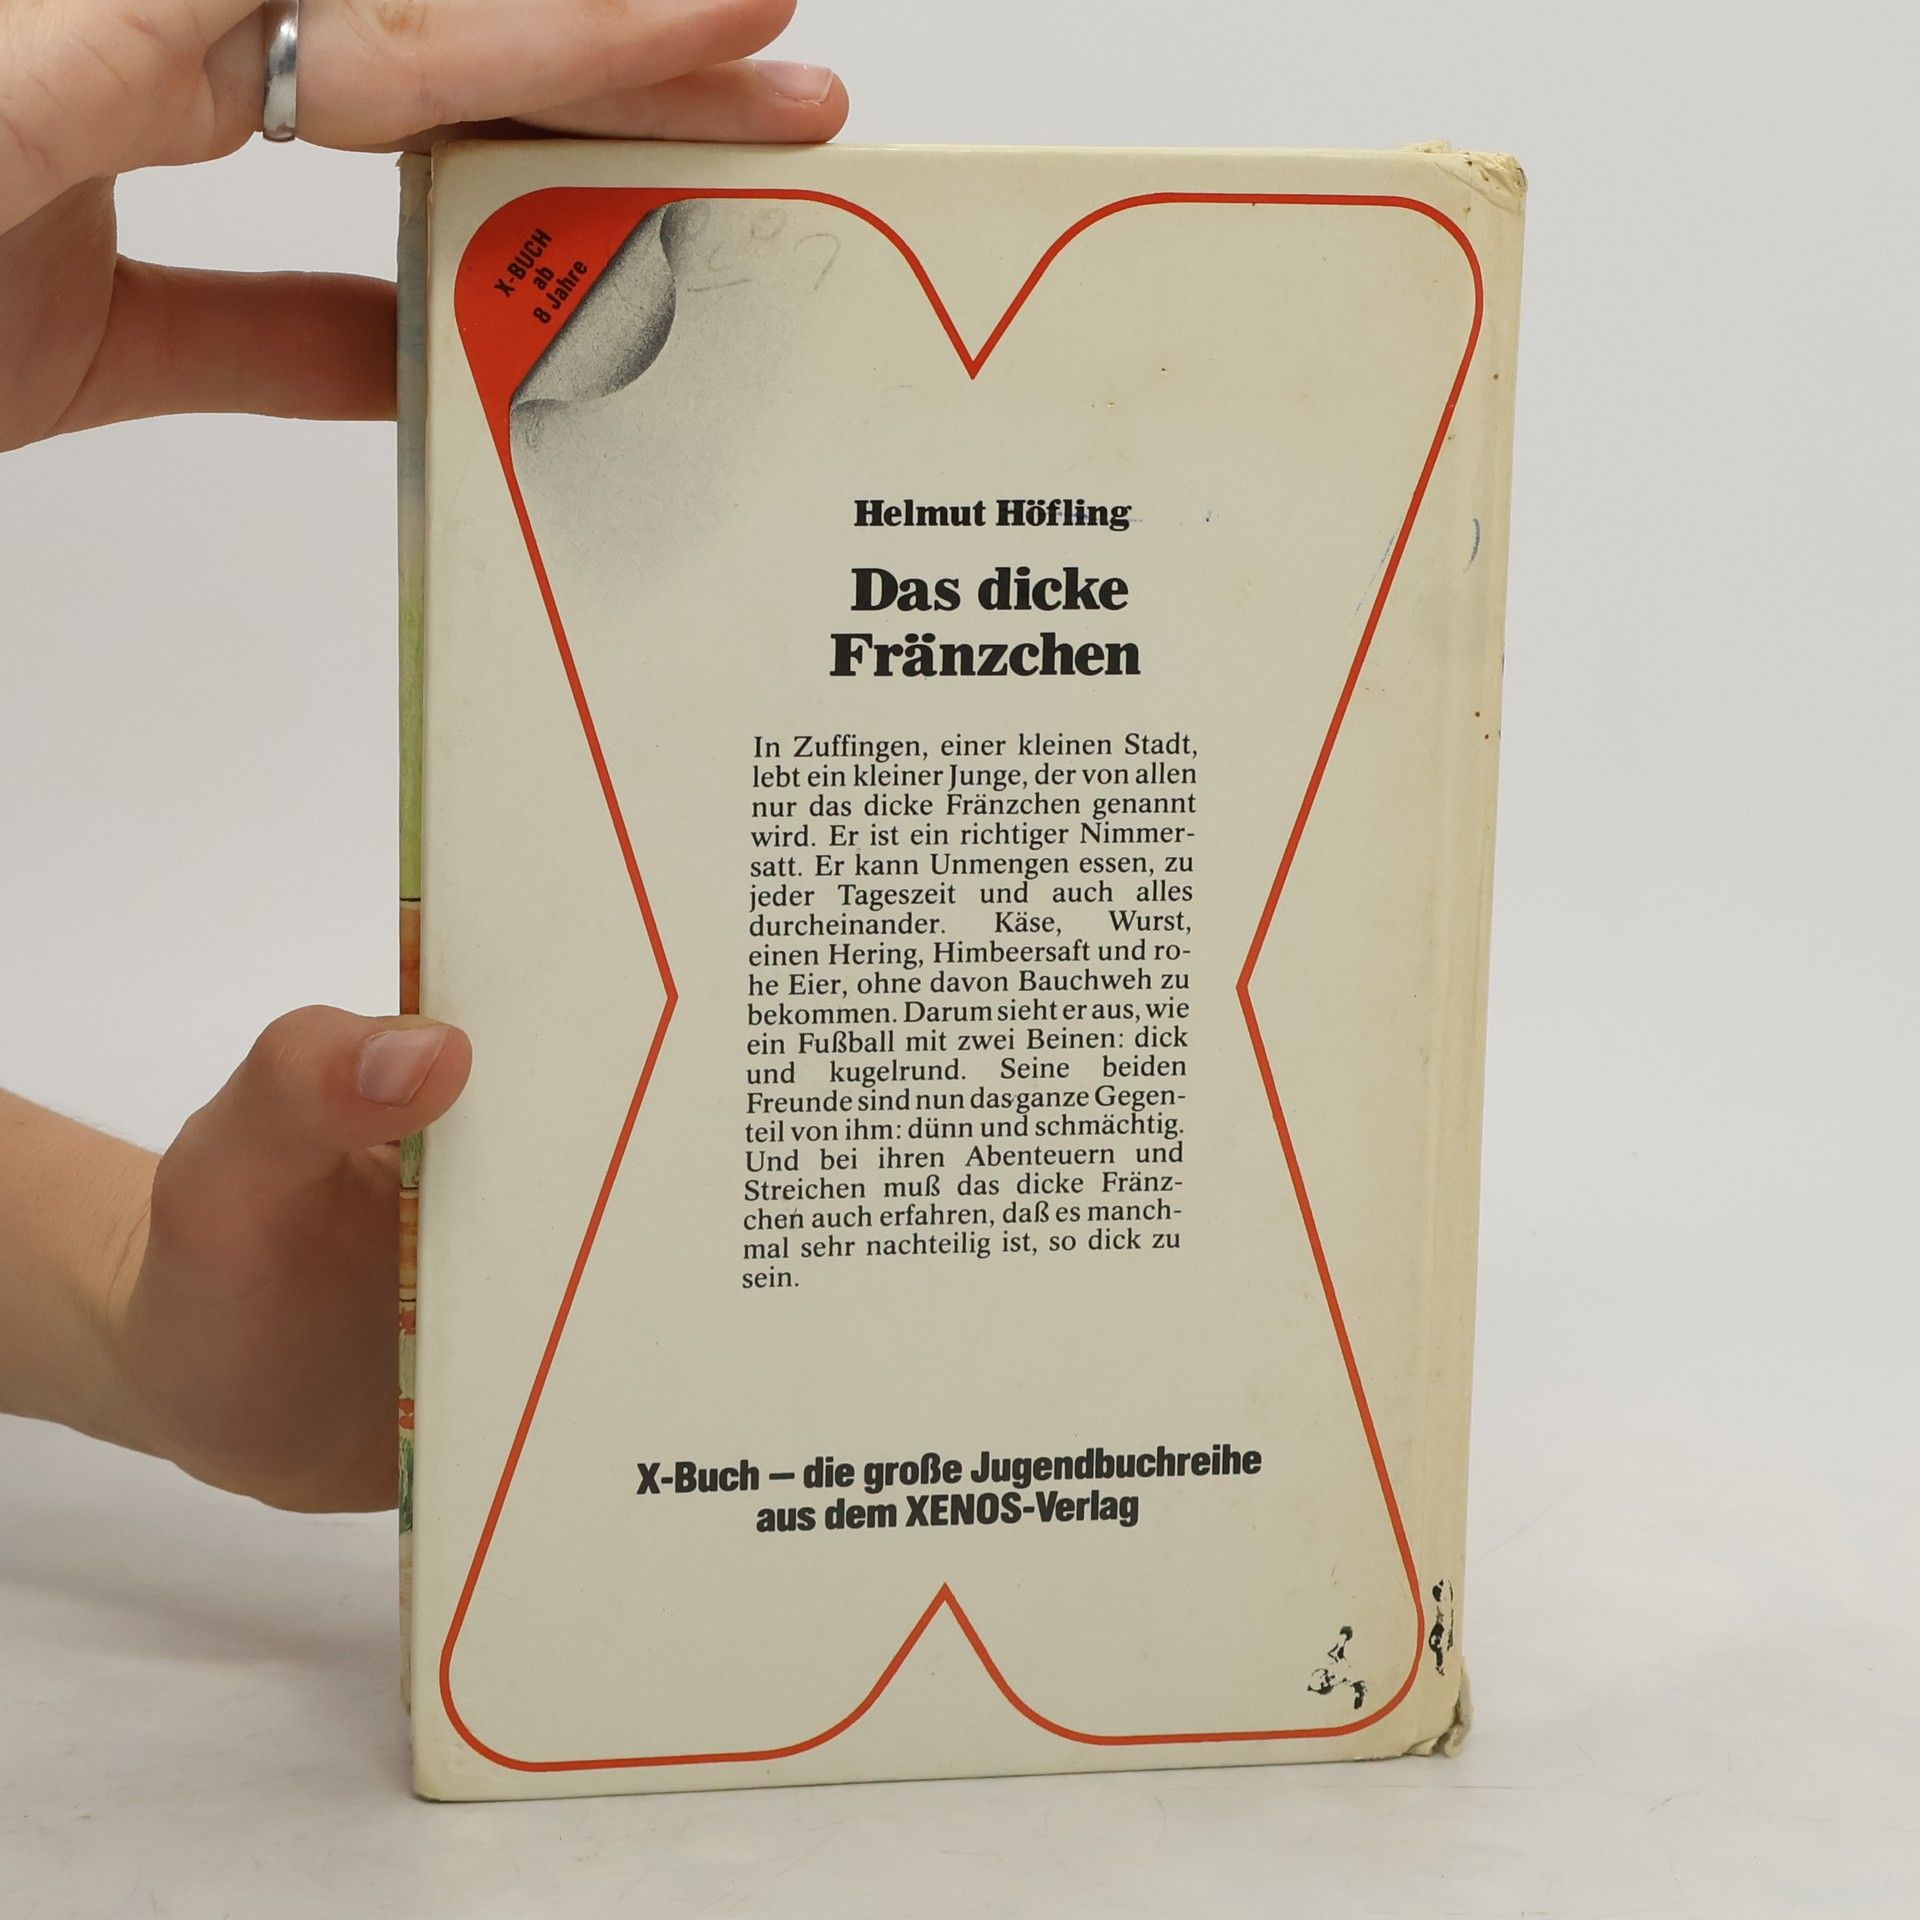 X-BUCH
ab
8 Jahre
Helmut Höfling
Das dicke
Fränzchen
In Zuffingen, einer kleinen Stadt,
lebt ein kleiner Junge, der von allen
nur das dicke Fränzchen genannt
wird. Er ist ein richtiger Nimmer-
satt. Er kann Unmengen essen, zu
jeder Tageszeit und auch alles
durcheinander. Käse, Wurst,
einen Hering, Himbeersaft und ro-
he Eier, ohne davon Bauchweh zu
bekommen. Darum sieht er aus, wie
ein Fußball mit zwei Beinen: dick
und kugelrund. Seine beiden
Freunde sind nun das ganze Gegen-
teil von ihm: dünn und schmächtig.
Und bei ihren Abenteuern und
Streichen muß das dicke Fränz-
chen auch erfahren, daß es manch-
mal sehr nachteilig ist, so dick zu
sein.
X-Buch – die große Jugendbuchreihe
aus dem XENOS-Verlag